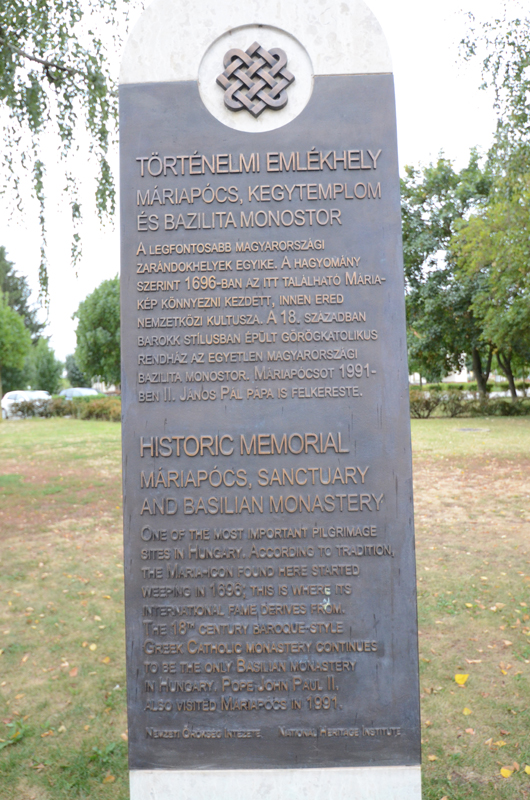 TÖRTÉNELMI EMLÉKHELY
MÁRIAPÓCS, KEGYTEMPLOM
ÉS BAZILITA MONOSTOR
A LEGFONTOSABB MAGYARORSZÁGI
ZARÁNDOKHELYEK EGYIKE. A HAGYOMÁNY
SZERINT 1696-BAN AZ ITT TALÁLHATÓ MÁRIA-
KÉP KÖNNYEZNI KEZDETT, INNEN ERED
NEMZETKÖZI KULTUSZA. A 18. SZÁZADBAN
BAROKK STÍLUSBAN ÉPÜLT GÖRÖGKATOLIKUS
RENDHÁZ AZ EGYETLEN MAGYARORSZÁGI
BAZILITA MONOSTOR. MÁRIAPÓCSOT 1991-
BEN II. JÁNOS PÁL PÁPA IS FELKERESTE.
HISTORIC MEMORIAL
MÁRIAPÓCS, SANCTUARY
AND BASILIAN MONASTERY
ONE OF THE MOST IMPORTANT PILGRIMAGE
SITES IN HUNGARY. ACCORDING TO TRADITION,
THE MARIA-ICON FOUND HERE STARTED
WEEPING IN 1696; THIS IS WHERE ITS
INTERNATIONAL FAME DERIVES FROM.
THE 18TH CENTURY BAROQUE-STYLE
GREEK CATHOLIC MONASTERY CONTINUES
TO BE THE ONLY BASILIAN MONASTERY
IN HUNGARY. POPE JOHN PAUL II.
ALSO VISITED MÁRIAPÓCS IN 1991.
NEMZETI ÖRÖKSÉG INTÉZETE NATIONAL HERITAGE INSTITUTE